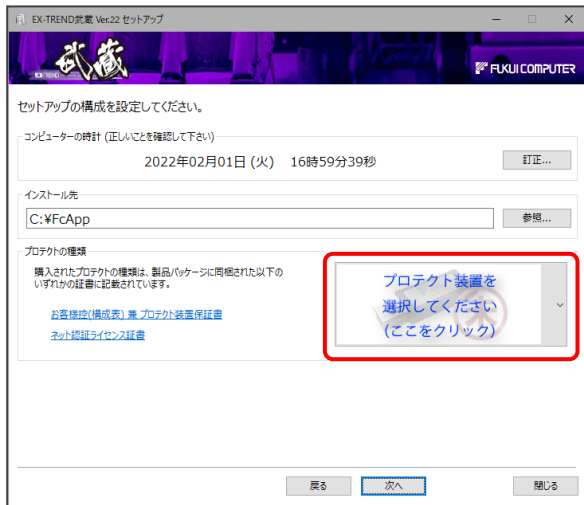 EX-TREND武蔵 Ver.22 セットアップ
武蔵
EX-TREND
FUKUI COMPUTER
セットアップの構成を設定してください。
コンピューターの時計 (正しいことを確認して下さい)
2022年02月01日 (火) 16時59分39秒
訂正...
インストール先
C:¥FcApp
参照...
プロテクトの種類
購入されたプロテクトの種類は、製品パッケージに同梱された以下の
いずれかの証書に記載されています。
お客様控(構成表) 兼 プロテクト装置保証書
ネット認証ライセンス証書
プロテクト装置を
選択してください
(ここをクリック)
戻る
次へ
閉じる